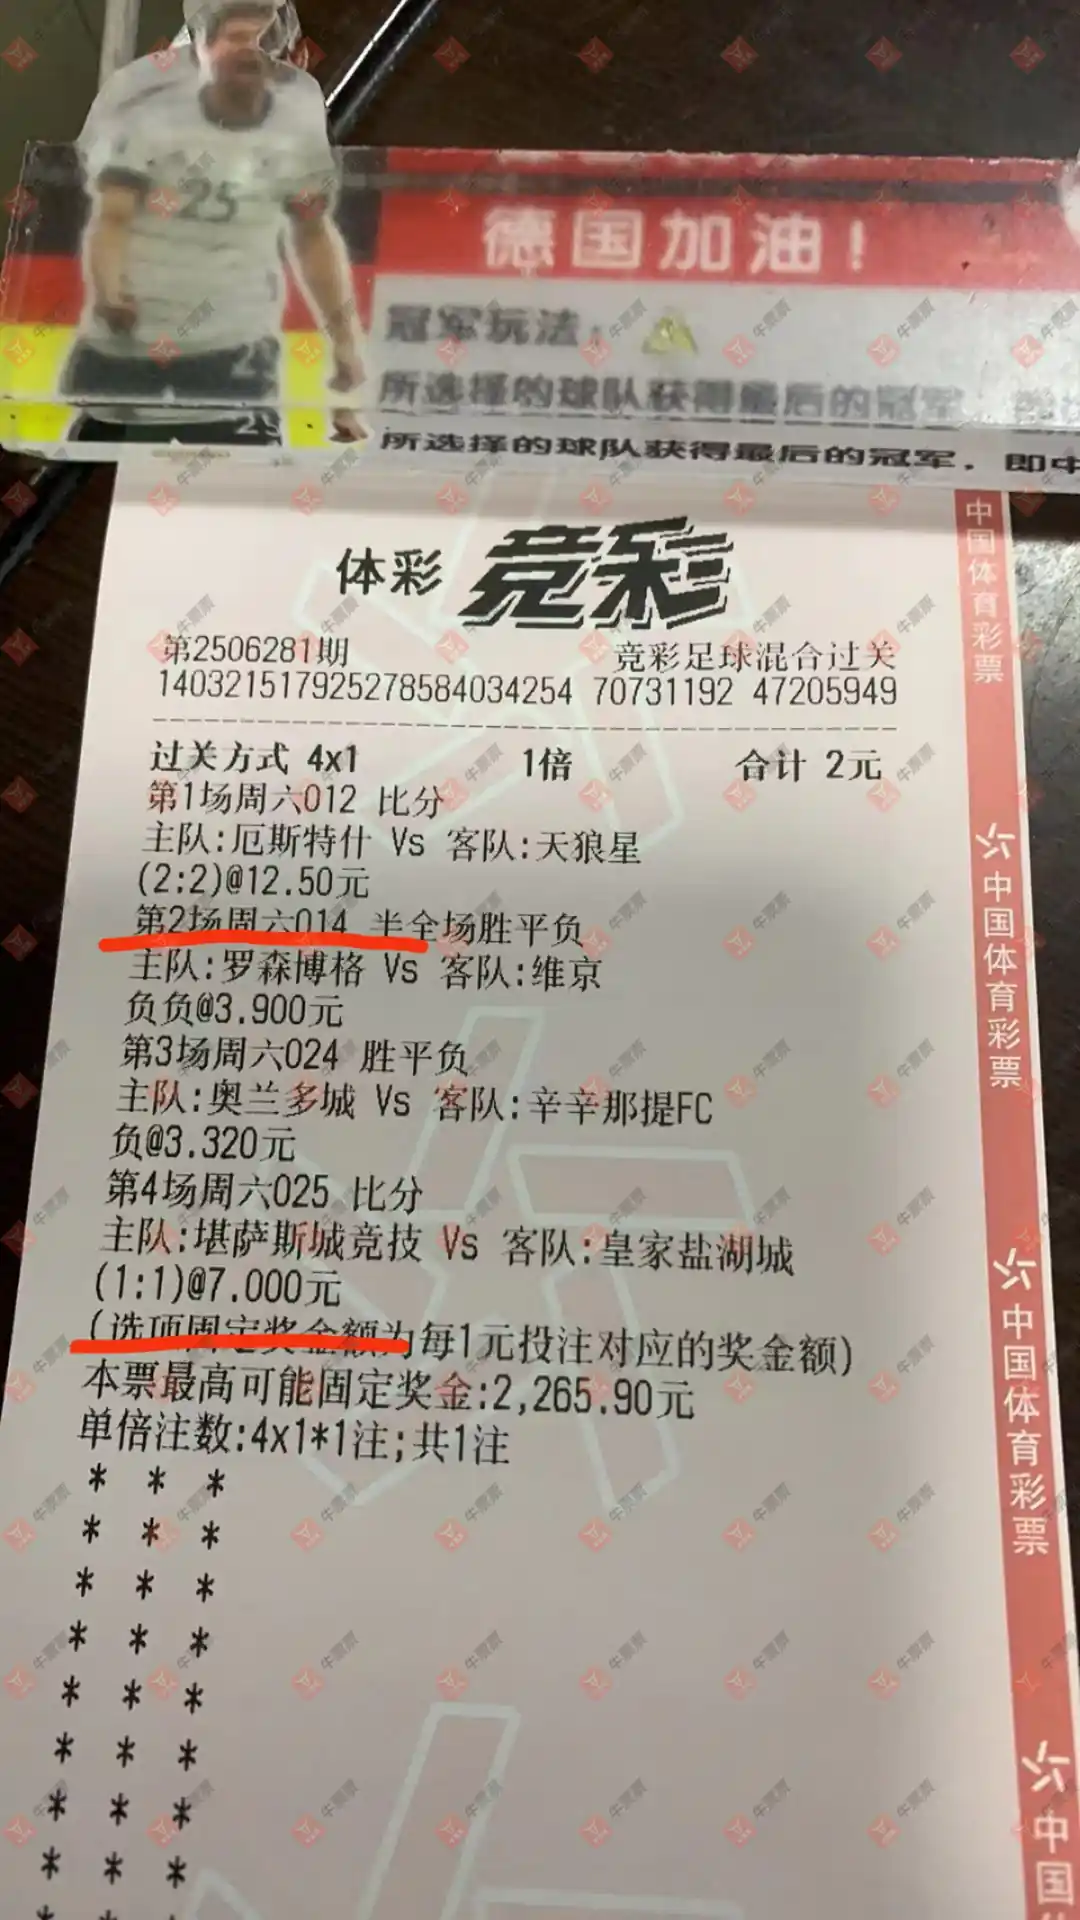 25
德国加油!
冠军玩法:
所选择的球队获得最后的冠军,
所选择的球队获得最后的冠军,即中
体彩 竞彩
第2506281期 竞彩足球混合过关
140321517925278584034254 70731192 47205949
过关方式 4x1 1倍 合计 2元
第1场周六012 比分
主队:厄斯特什 Vs 客队:天狼星
(2:2)@12.50元
第2场周六014 半全场胜平负
主队:罗森博格 Vs 客队:维京
负负@3.900元
第3场周六024 胜平负
主队:奥兰多城 Vs 客队:辛辛那提FC
负@3.320元
第4场周六025 比分
主队:堪萨斯城竞技 Vs 客队:皇家盐湖城
(1:1)@7.000元
(选项固定奖金额为每1元投注对应的奖金额)
本票最高可能固定奖金:2,265.90元
单倍注数:4x1*1注;共1注
* * *
* * *
* * *
* * *
* * *
* * *
* * *
* * *
中国体育彩票
中国体育彩票
中国体育彩票
中国
牛票票